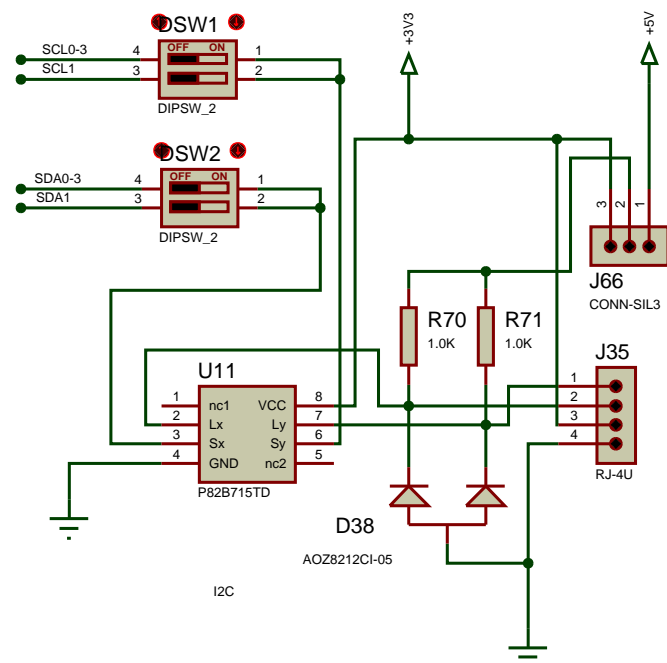 DSW1
OFF ON
SCL0-3 4 1
SCL1 3 2
DIPSW_2
DSW2
OFF ON
SDA0-3 4 1
SDA1 3 2
DIPSW_2
+3V3
+5V
3 2 1
J66
CONN-SIL3
R70
1.0K
R71
1.0K
U11
1 nc1 VCC 8
2 Lx Ly 7
3 Sx Sy 6
4 GND nc2 5
P82B715TD
J35
1
2
3
4
RJ-4U
D38
AOZ8212CI-05
I2C